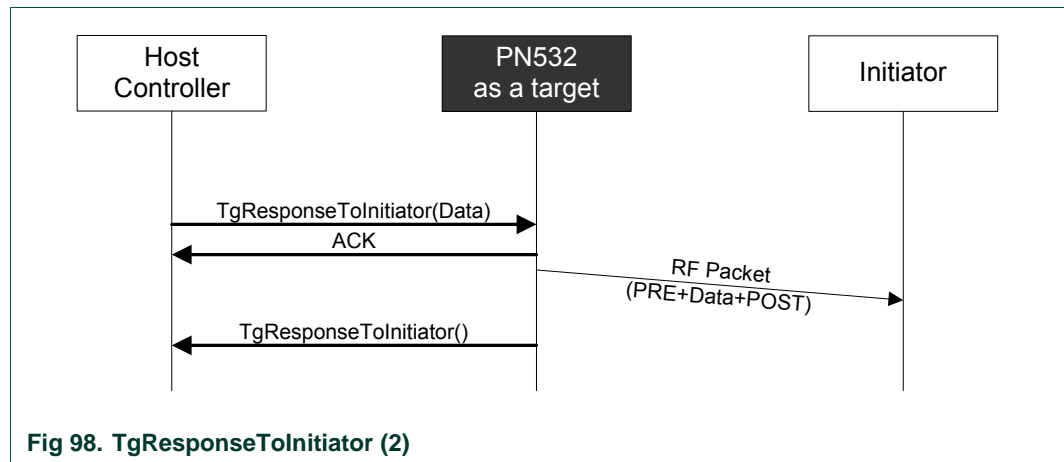 Host
Controller
PN532
as a target
Initiator
TgResponseToInitiator(Data)
ACK
RF Packet
(PRE+Data+POST)
TgResponseToInitiator()
Fig 98. TgResponseToInitiator (2)